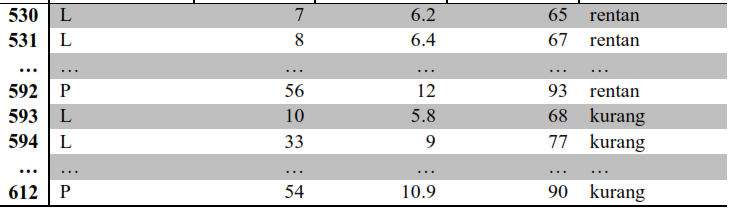 530 L 7 6.2 65 rentan
531 L 8 6.4 67 rentan
... ... ... ... ... ...
592 P 56 12 93 rentan
593 L 10 5.8 68 kurang
594 L 33 9 77 kurang
... ... ... ... ... ...
612 P 54 10.9 90 kurang